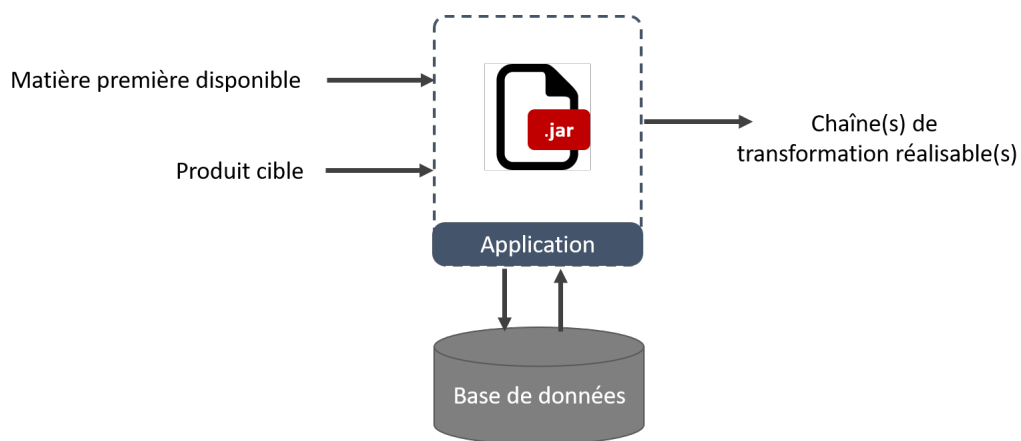 Matière première disponible
Produit cible
.jar
Application
Chaîne(s) de
transformation réalisable(s)
Base de données